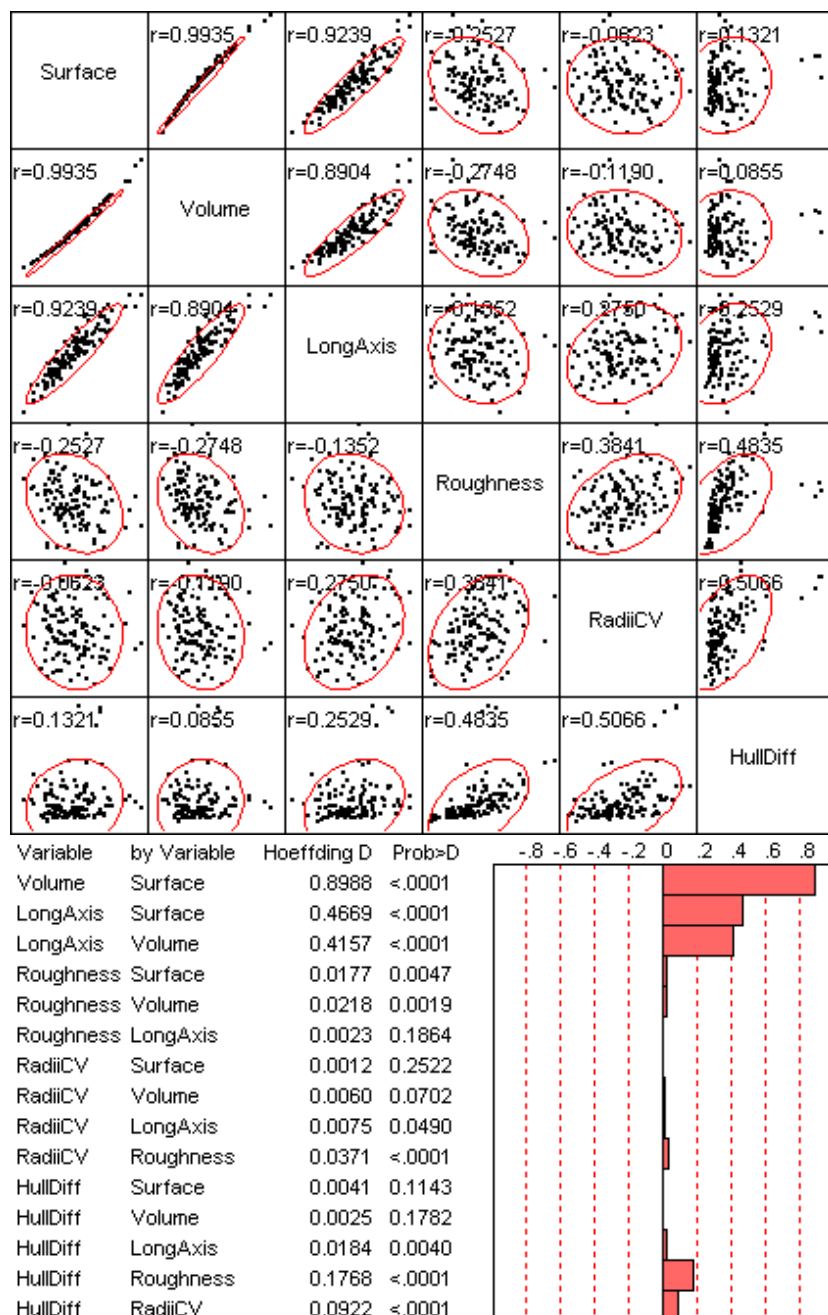 Surface
r=0.9935 r=0.9239 r=-0.2527 r=-0.0623 r=0.1321
r=0.9935
Volume
r=0.8904 r=-0.2748 r=-0.1190 r=0.0855
r=0.9239 r=0.8904
LongAxis
r=-0.1352 r=0.2750 r=0.2529
r=-0.2527 r=-0.2748 r=-0.1352
Roughness
r=0.3841 r=0.4835
r=-0.0623 r=-0.1190 r=0.2750 r=0.3841
RadiiCV
r=0.5066
r=0.1321 r=0.0855 r=0.2529 r=0.4835 r=0.5066
HullDiff
Variable by Variable Hoeffding D Prob>D -.8 -.6 -.4 -.2 0 .2 .4 .6 .8
Volume Surface 0.8988 <.0001
LongAxis Surface 0.4669 <.0001
LongAxis Volume 0.4157 <.0001
Roughness Surface 0.0177 0.0047
Roughness Volume 0.0218 0.0019
Roughness LongAxis 0.0023 0.1864
RadiiCV Surface 0.0012 0.2522
RadiiCV Volume 0.0060 0.0702
RadiiCV LongAxis 0.0075 0.0490
RadiiCV Roughness 0.0371 <.0001
HullDiff Surface 0.0041 0.1143
HullDiff Volume 0.0025 0.1782
HullDiff LongAxis 0.0184 0.0040
HullDiff Roughness 0.1768 <.0001
HullDiff RadiiCV 0.0922 <.0001